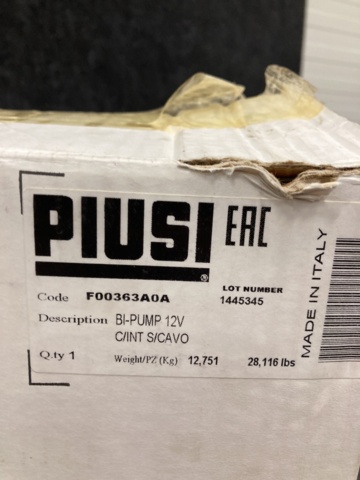 PIUSI EAC
®
LOT NUMBER
Code F00363A0A 1445345
Description BI-PUMP 12V
C/INT S/CAVO
Q.ty 1 Weight/PZ (Kg) 12,751 28,116 lbs
MADE IN ITALY